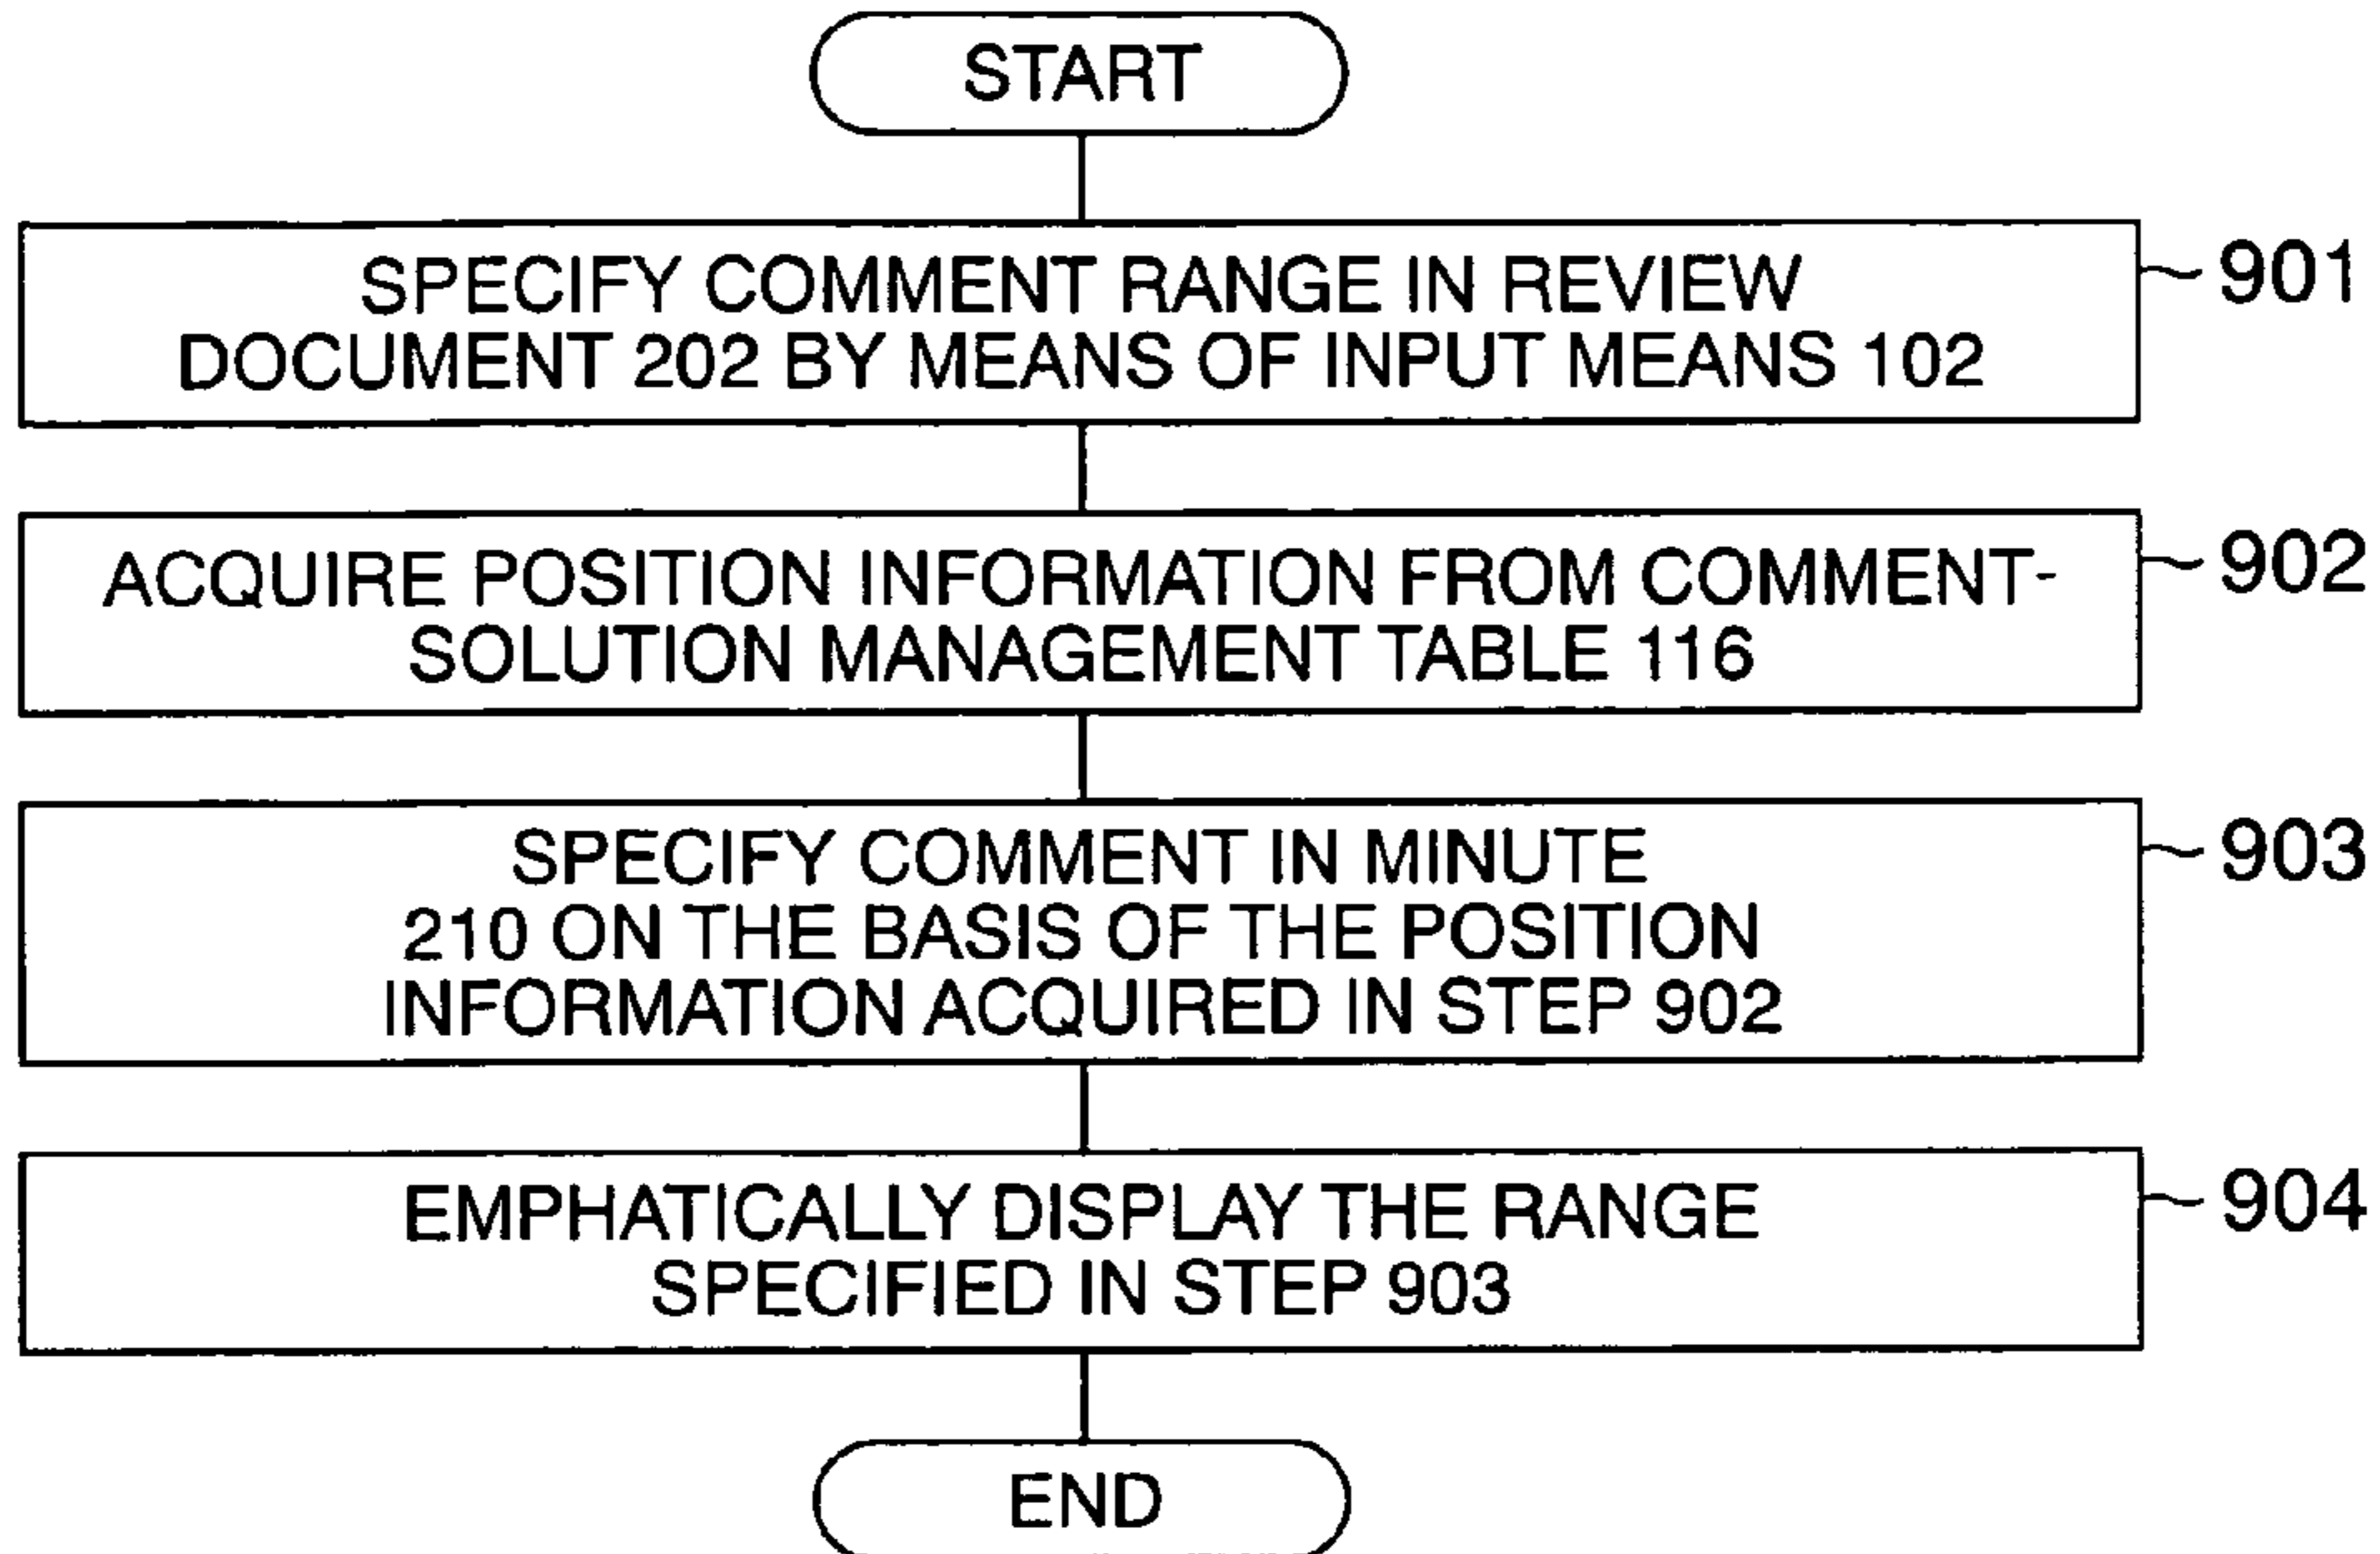 START
SPECIFY COMMENT RANGE IN REVIEW
DOCUMENT 202 BY MEANS OF INPUT MEANS 102
901
ACQUIRE POSITION INFORMATION FROM COMMENT-
SOLUTION MANAGEMENT TABLE 116
902
SPECIFY COMMENT IN MINUTE
210 ON THE BASIS OF THE POSITION
INFORMATION ACQUIRED IN STEP 902
903
EMPHATICALLY DISPLAY THE RANGE
SPECIFIED IN STEP 903
904
END